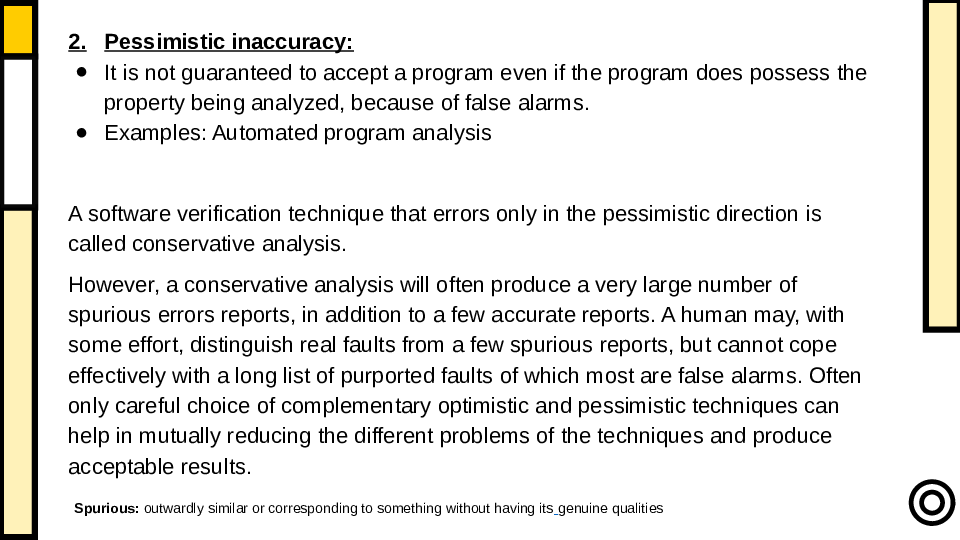 2. Pessimistic inaccuracy:
● It is not guaranteed to accept a program even if the program does possess the
property being analyzed, because of false alarms.
● Examples: Automated program analysis
A software verification technique that errors only in the pessimistic direction is
called conservative analysis.
However, a conservative analysis will often produce a very large number of
spurious errors reports, in addition to a few accurate reports. A human may, with
some effort, distinguish real faults from a few spurious reports, but cannot cope
effectively with a long list of purported faults of which most are false alarms. Often
only careful choice of complementary optimistic and pessimistic techniques can
help in mutually reducing the different problems of the techniques and produce
acceptable results.
Spurious: outwardly similar or corresponding to something without having its genuine qualities